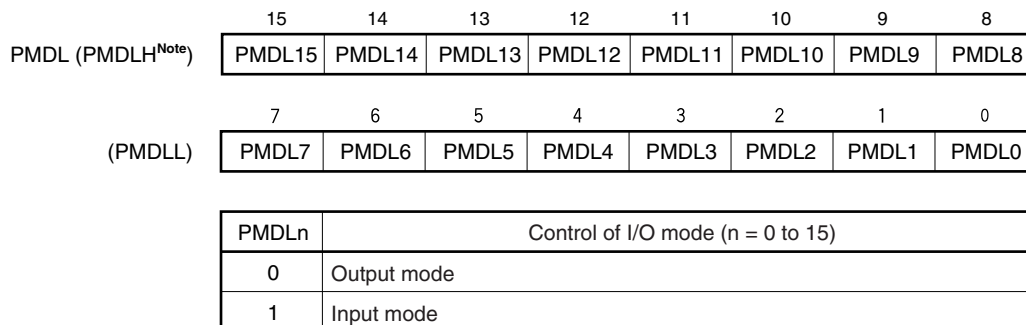 15 14 13 12 11 10 9 8
PMDL (PMDLH^Note) PMDL15 PMDL14 PMDL13 PMDL12 PMDL11 PMDL10 PMDL9 PMDL8
7 6 5 4 3 2 1 0
(PMDLL) PMDL7 PMDL6 PMDL5 PMDL4 PMDL3 PMDL2 PMDL1 PMDL0
PMDLn Control of I/O mode (n = 0 to 15)
0 Output mode
1 Input mode